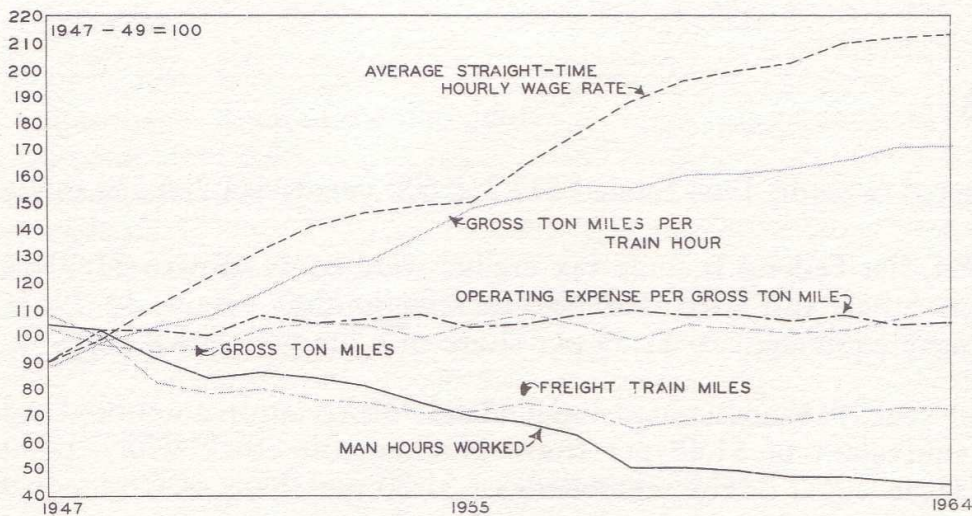 220
1947 – 49 = 100
210
200
AVERAGE STRAIGHT-TIME
HOURLY WAGE RATE
190
180
170
160
150
GROSS TON MILES PER
TRAIN HOUR
140
130
120
OPERATING EXPENSE PER GROSS TON MILE
110
100
GROSS TON MILES
90
80
FREIGHT TRAIN MILES
70
60
MAN HOURS WORKED
50
40
1947
1955
1964